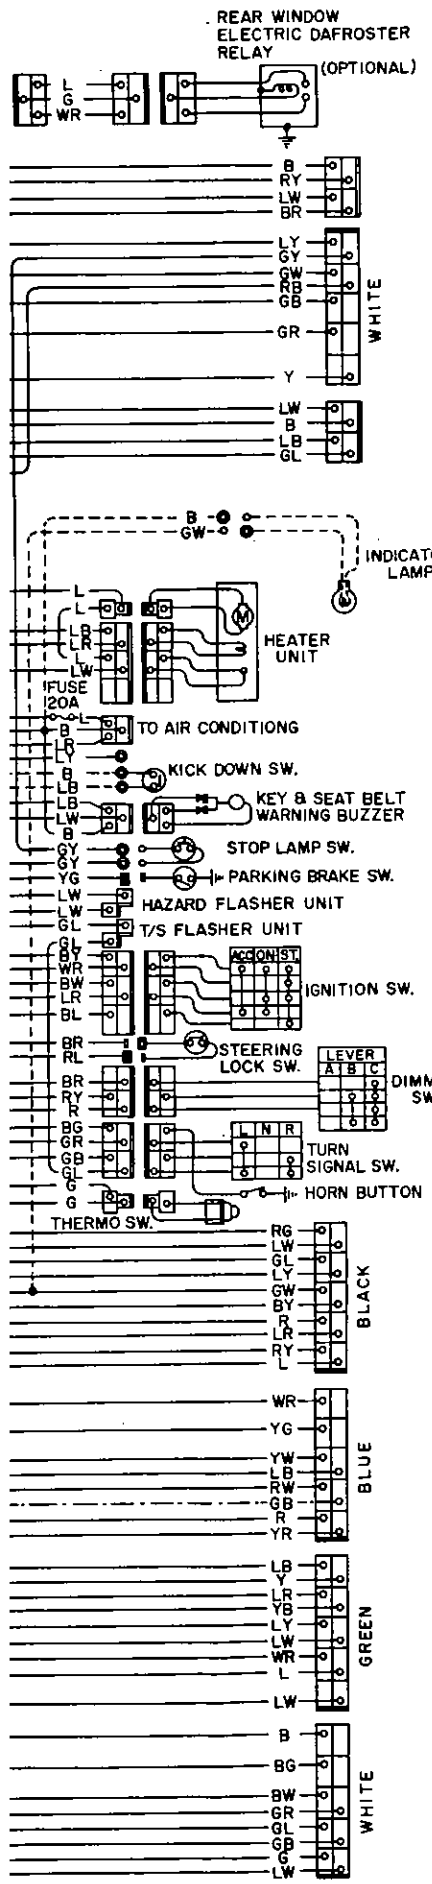 REAR WINDOW
ELECTRIC DAFROSTER
RELAY
(OPTIONAL)
L
G
WR
B
RY
LW
BR
LY
GY
GW
RB
GB
GR
Y
WHITE
LW
B
LB
GL
B
GW
INDICATO
LAMP
L
L
LB
LR
L
LW
M
HEATER
UNIT
FUSE
20A
L
B
LR
TO AIR CONDITIONG
LY
B
LB
KICK DOWN SW.
LB
LW
B
KEY & SEAT BELT
WARNING BUZZER
GY
GY
STOP LAMP SW.
YG
PARKING BRAKE SW.
LW
LW
HAZARD FLASHER UNIT
GL
GL
T/S FLASHER UNIT
BY
WR
BW
LR
BL
ACC ON ST.
IGNITION SW.
BR
RL
STEERING
LOCK SW.
BR
RY
R
LEVER
A B C
DIMM
SW
BG
GR
GB
GL
L N R
TURN
SIGNAL SW.
HORN BUTTON
G
G
THERMO SW.
RG
LW
GL
LY
GW
BY
R
LR
RY
L
BLACK
WR
YG
YW
LB
RW
GB
R
YR
BLUE
LB
Y
LR
YB
LY
LW
WR
L
LW
GREEN
B
BG
BW
GR
GL
GB
G
LW
WHITE